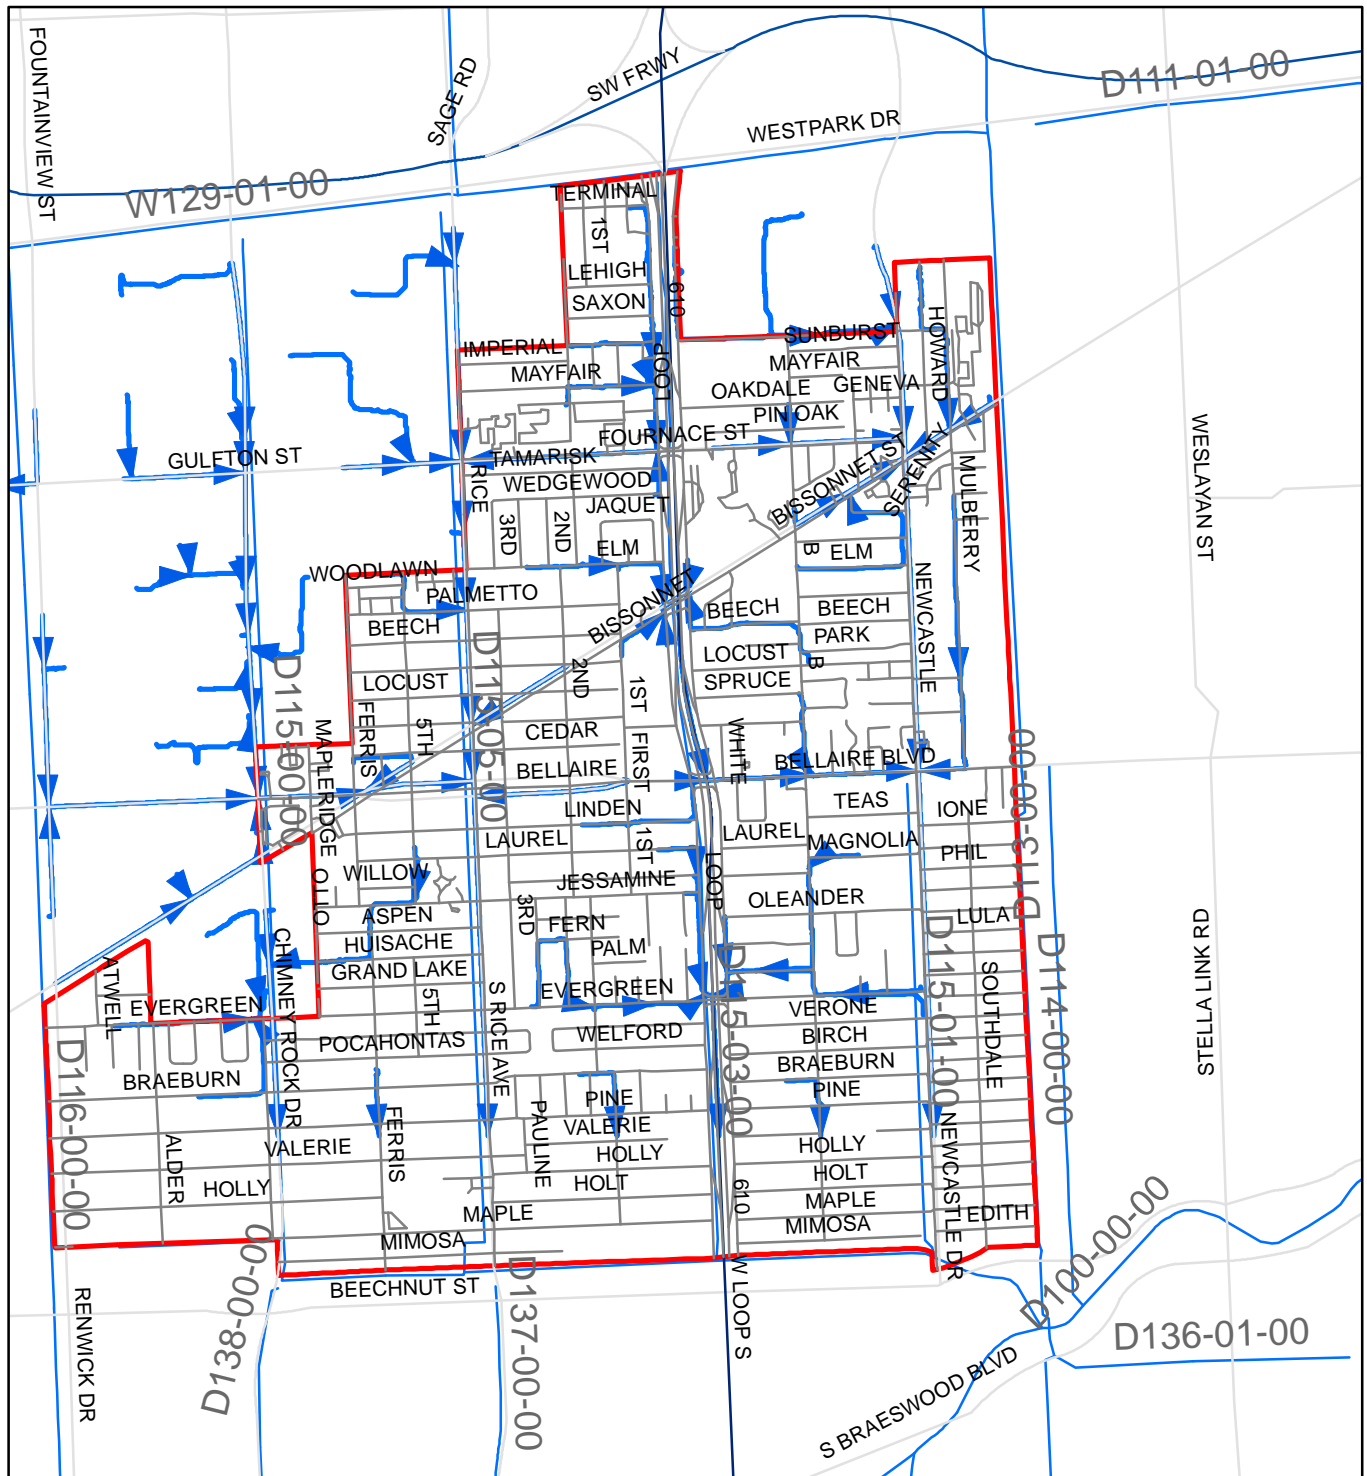 FOUNTAINVIEW ST
SAGE RD
SW FRWY
D111-01-00
WESTPARK DR
W129-01-00
TERMINAL
1ST
LEHIGH
SAXON
610
LOOP
IMPERIAL
MAYFAIR
SUNBURST
HOWARD
MAYFAIR
OAKDALE
GENEVA
PIN OAK
FOURNACE ST
BISSONNET ST
SERENITY
MULBERRY
WESLAYAN ST
GULFTON ST
TAMARISK
RICE
WEDGEWOOD
JAQUET
3RD
2ND
ELM
B
ELM
WOODLAWN
PALMETTO
BISSONNET
BEECH
BEECH
BEECH
NEWCASTLE
PARK
LOCUST
B
LOCUST
SPRUCE
D115-00-00
D115-05-00
2ND
1ST
MAPLERIDGE
FERRIS
5TH
CEDAR
FIRST
WHITE
BELLAIRE
BELLAIRE BLVD
D113-00-00
LINDEN
TEAS
IONE
LAUREL
1ST
LAUREL
MAGNOLIA
PHIL
LOOP
OJIO
WILLOW
JESSAMINE
OLEANDER
ASPEN
3RD
FERN
LULA
STELLA LINK RD
CHIMNEY ROCK DR
HUISACHE
PALM
GRAND LAKE
ATWELL
EVERGREEN
5TH
S RICE AVE
EVERGREEN
D115-03-00
VERONE
D115-01-00
SOUTHDALE
D114-00-00
POCAHONTAS
WELFORD
BIRCH
BRAEBURN
BRAEBURN
PINE
PINE
D116-00-00
ALDER
VALERIE
FERRIS
PAULINE
VALERIE
HOLLY
HOLLY
NEWCASTLE DR
HOLLY
HOLT
HOLT
610
MAPLE
MAPLE
MIMOSA
EDITH
MIMOSA
D100-00-00
BEECHNUT ST
W LOOP S
RENWICK DR
D138-00-00
D137-00-00
D136-01-00
S BRAESWOOD BLVD